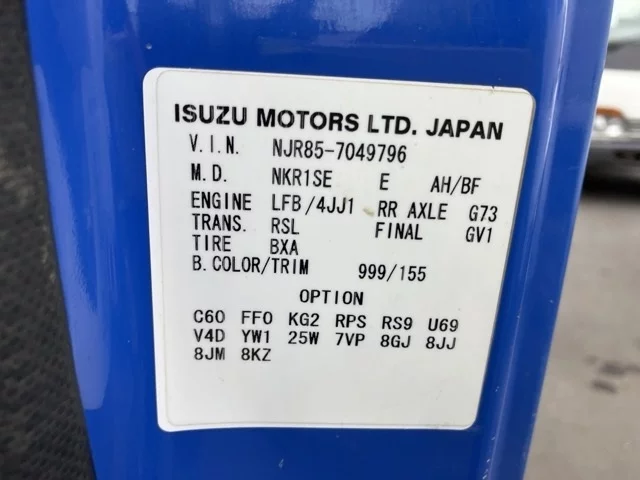 ISUZU MOTORS LTD. JAPAN
V.I.N. NJR85-7049796
M.D. NKR1SE E AH/BF
ENGINE LFB/4JJ1 RR AXLE G73
TRANS. RSL FINAL GV1
TIRE BXA
B.COLOR/TRIM 999/155
OPTION
C60 FF0 KG2 RPS RS9 U69
V4D YW1 25W 7VP 8GJ 8JJ
8JM 8KZ